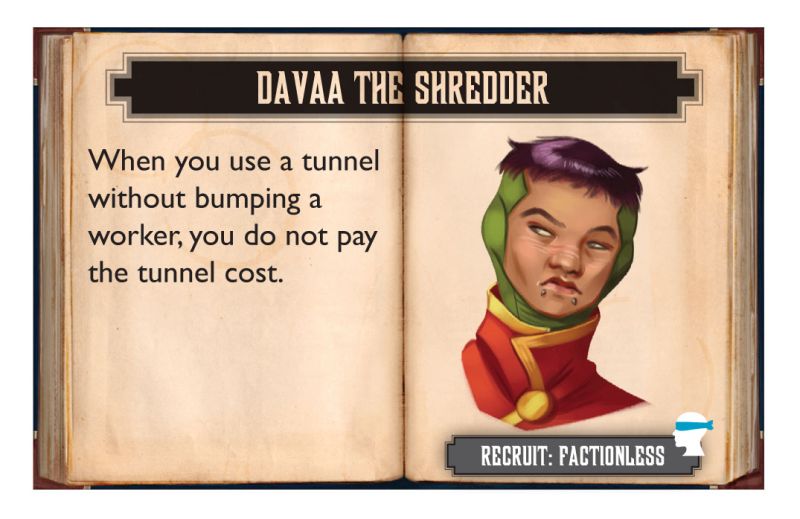 DAVAA THE SHREDDER
When you use a tunnel
without bumping a
worker, you do not pay
the tunnel cost.
RECRUIT: FACTIONLESS